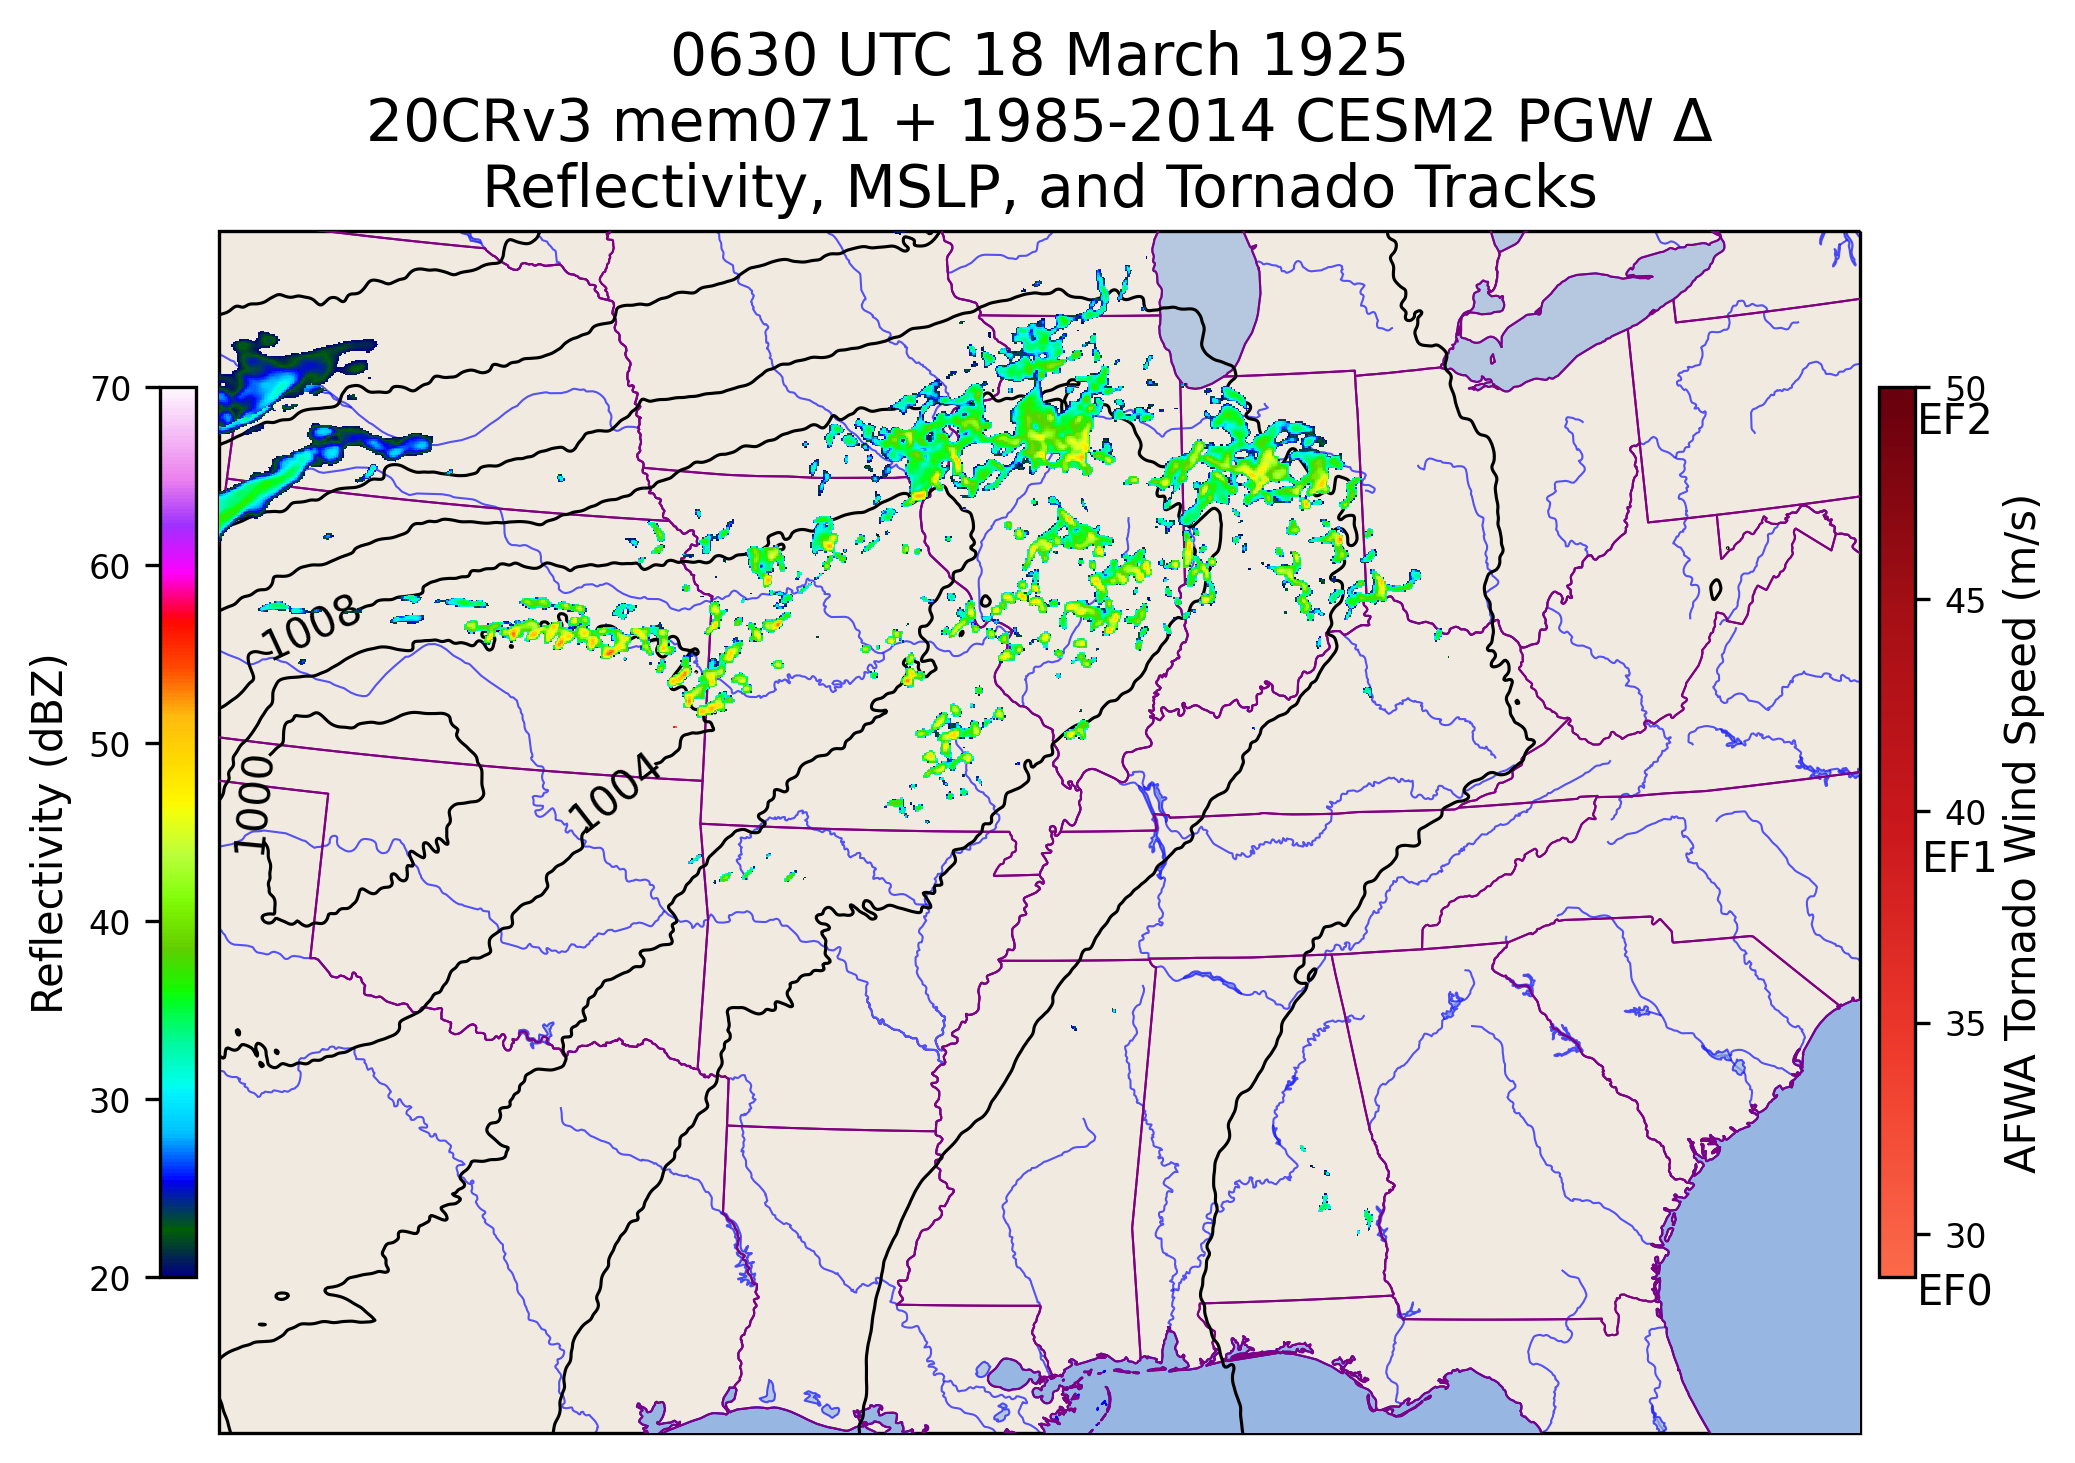 0630 UTC 18 March 1925
20CRv3 mem071 + 1985-2014 CESM2 PGW Δ
Reflectivity, MSLP, and Tornado Tracks
Reflectivity (dBZ)
70
60
50
40
30
20
1008
1004
1000
50
EF2
45
40
EF1
35
30
EF0
AFWA Tornado Wind Speed (m/s)